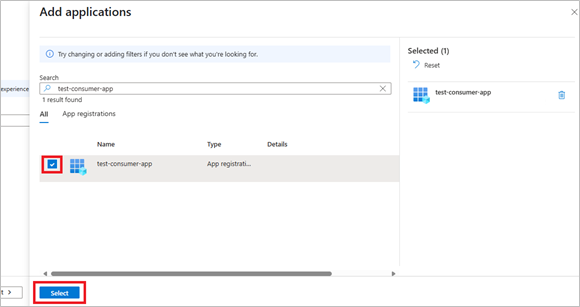 Add applications
Try changing or adding filters if you don't see what you're looking for.
Search
test-consumer-app
1 result found
All
App registrations
Name
Type
Details
test-consumer-app
App registrati...
Select
Selected (1)
Reset
test-consumer-app
experience
t >